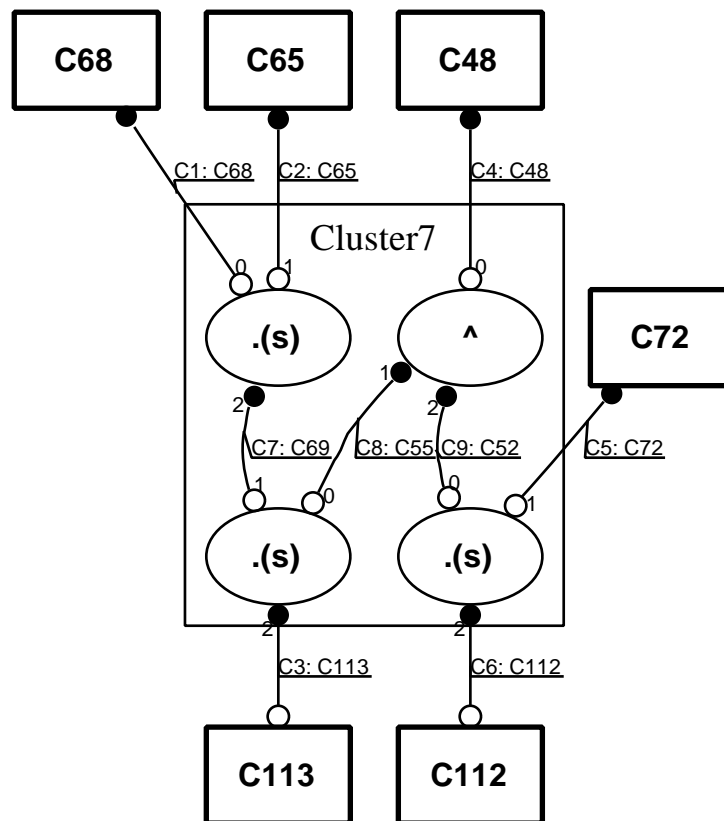 C68 C65 C48
C1: C68 C2: C65 C4: C48
Cluster7
0 1 0
.(s) ^ C72
1
2 2
C7: C69 C8: C55 C9: C52 C5: C72
1 0 0 1
.(s) .(s)
2 2
C3: C113 C6: C112
C113 C112